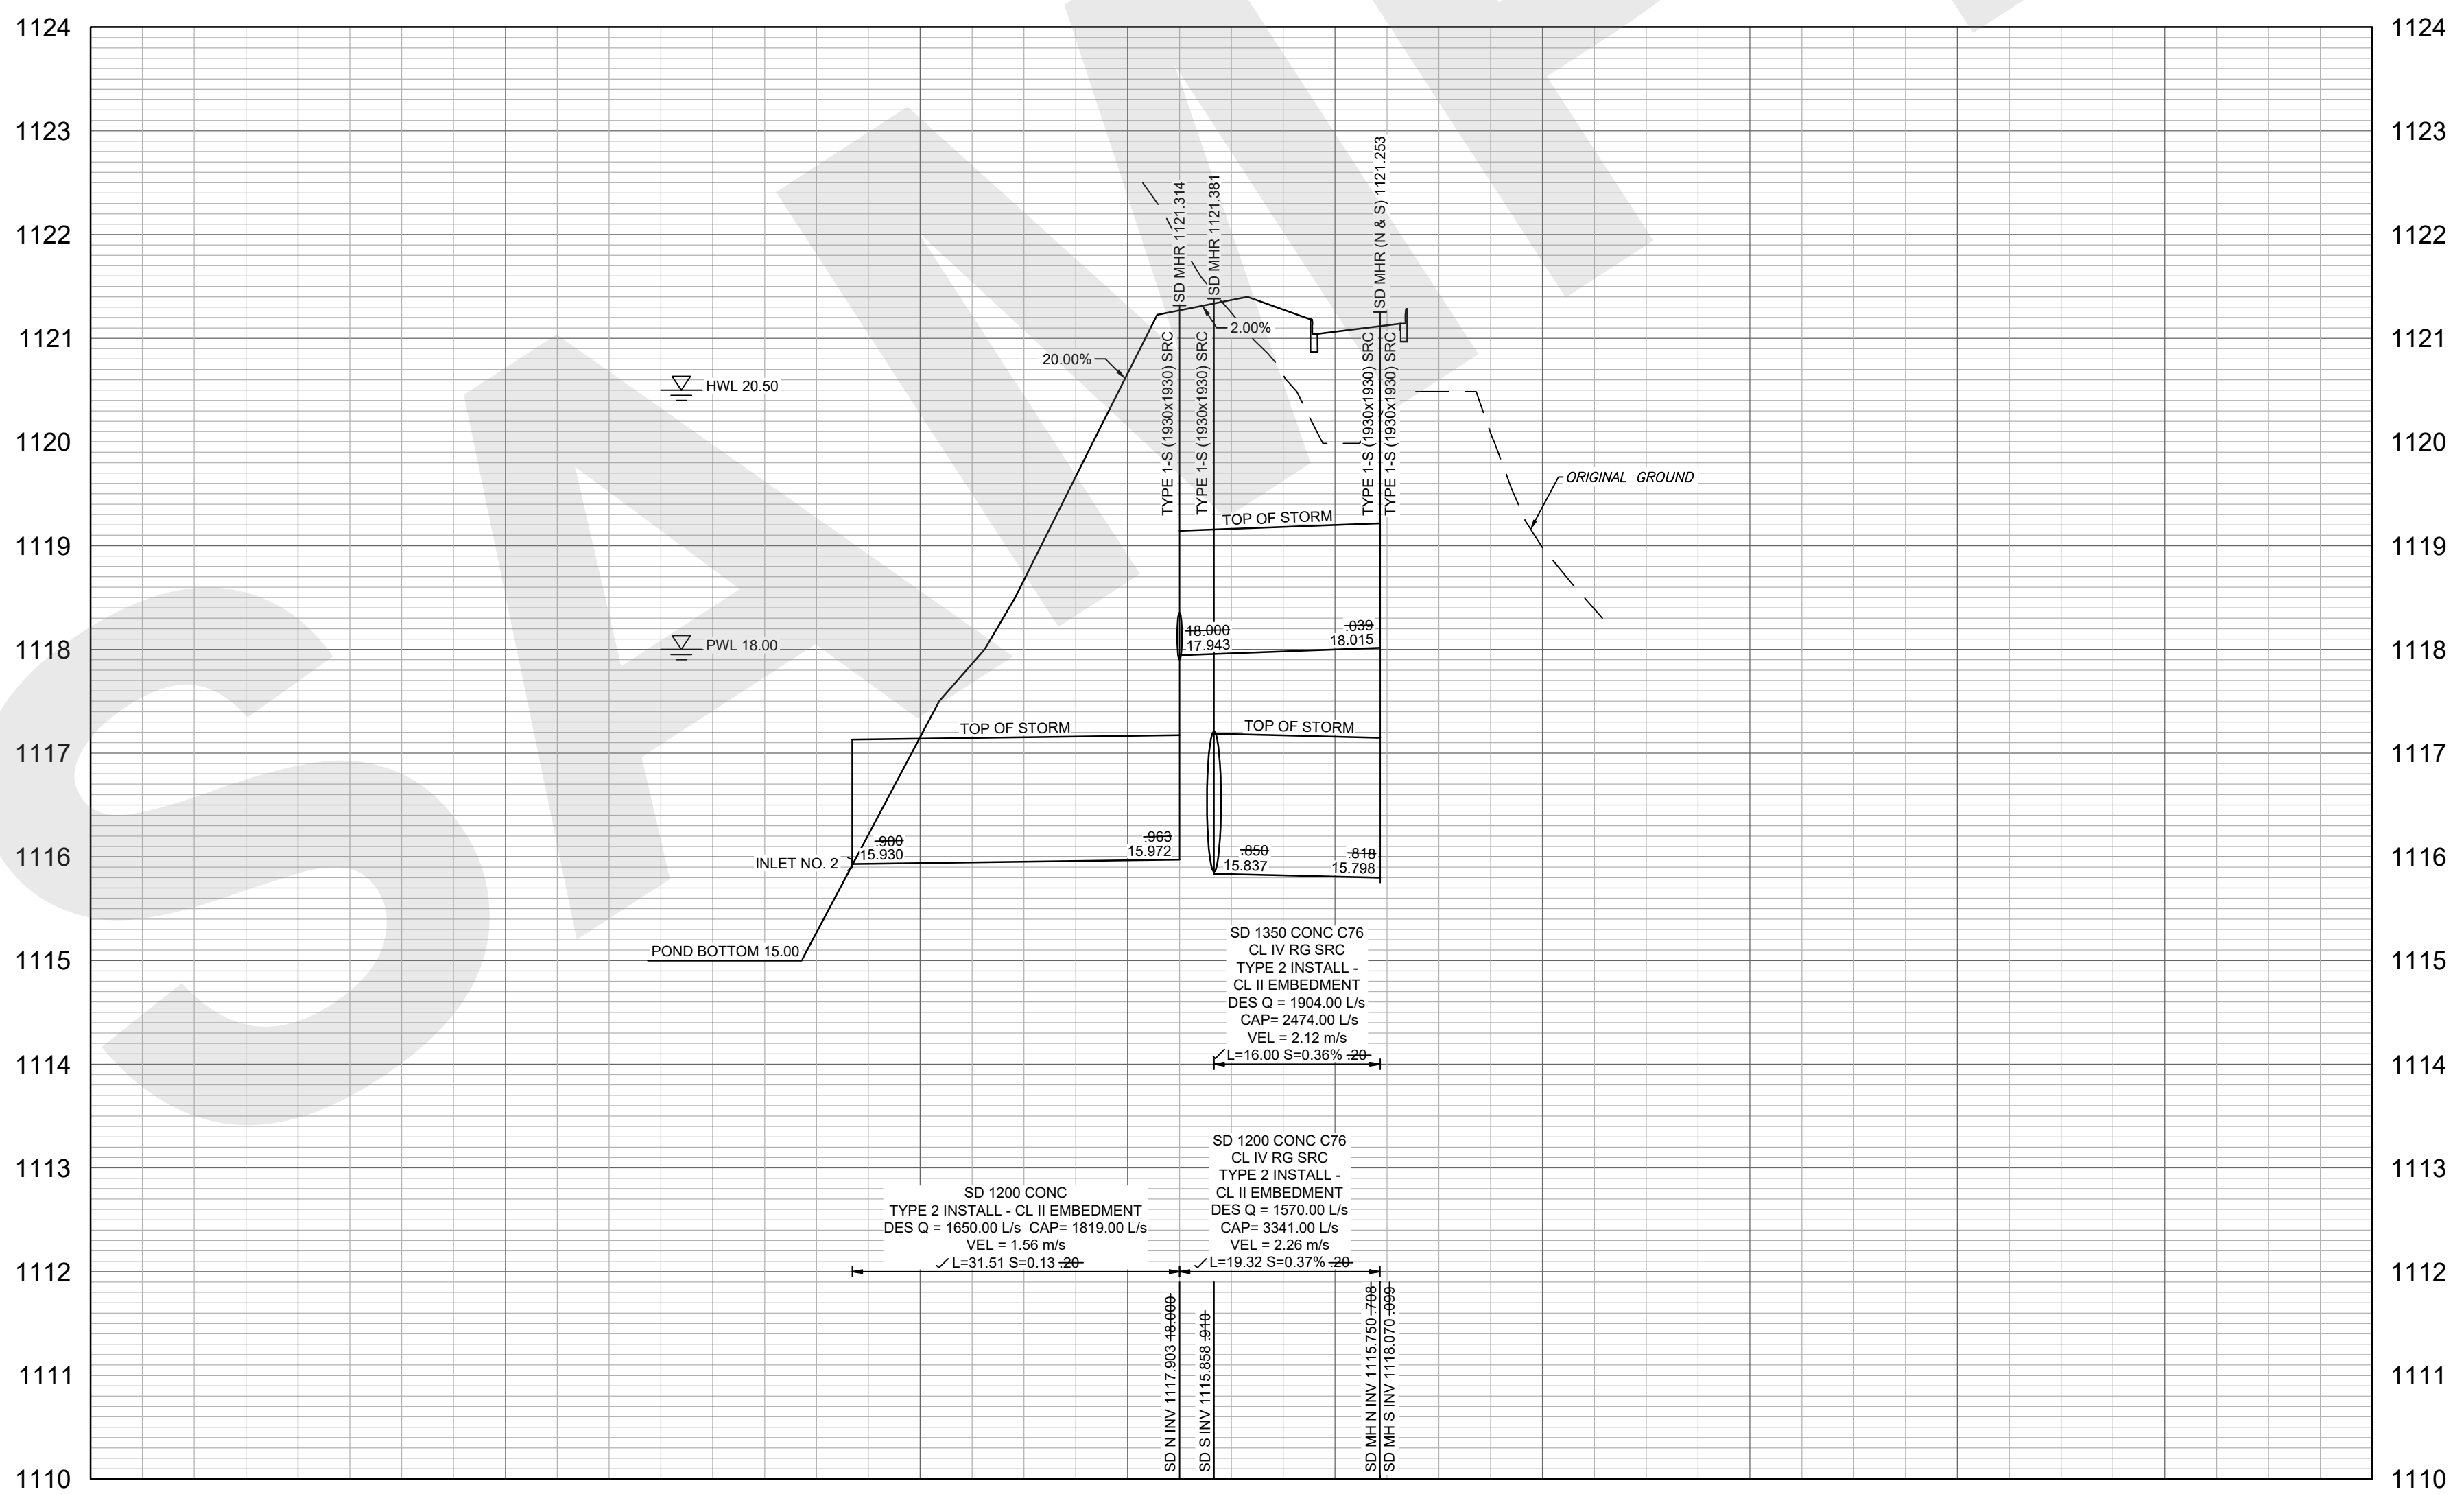 1124 1124
1123 1123
1122 1122
1121 1121
1120 1120
1119 1119
1118 1118
1117 1117
1116 1116
1115 1115
1114 1114
1113 1113
1112 1112
1111 1111
1110 1110
SAMP
SD MHR 1121.314
SD MHR 1121.381
SD MHR (N & S) 1121.253
2.00%
20.00%
HWL 20.50
PWL 18.00
TYPE 1-S (1930x1930) SRC
TYPE 1-S (1930x1930) SRC
TYPE 1-S (1930x1930) SRC
TYPE 1-S (1930x1930) SRC
ORIGINAL GROUND
TOP OF STORM
18.000
17.943
.039
18.015
TOP OF STORM
TOP OF STORM
.900
15.930
.963
15.972
INLET NO. 2
.850
15.837
.818
15.798
POND BOTTOM 15.00
SD 1350 CONC C76
CL IV RG SRC
TYPE 2 INSTALL -
CL II EMBEDMENT
DES Q = 1904.00 L/s
CAP= 2474.00 L/s
VEL = 2.12 m/s
✓L=16.00 S=0.36% .20
SD 1200 CONC
TYPE 2 INSTALL - CL II EMBEDMENT
DES Q = 1650.00 L/s CAP= 1819.00 L/s
VEL = 1.56 m/s
✓L=31.51 S=0.13 .20
SD 1200 CONC C76
CL IV RG SRC
TYPE 2 INSTALL -
CL II EMBEDMENT
DES Q = 1570.00 L/s
CAP= 3341.00 L/s
VEL = 2.26 m/s
✓L=19.32 S=0.37% .20
SD N INV 1117.903 18.000
SD S INV 1115.858 .910
SD MH N INV 1115.750 .708
SD MH S INV 1118.070 .099